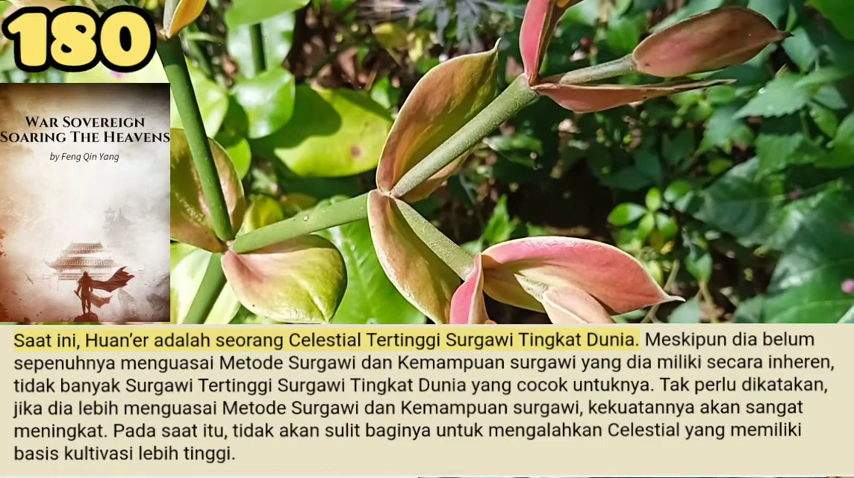 180
WAR SOVEREIGN
SOARING THE HEAVENS
by Feng Qin Yang
Saat ini, Huan’er adalah seorang Celestial Tertinggi Surgawi Tingkat Dunia. Meskipun dia belum
sepenuhnya menguasai Metode Surgawi dan Kemampuan surgawi yang dia miliki secara inheren,
tidak banyak Surgawi Tertinggi Surgawi Tingkat Dunia yang cocok untuknya. Tak perlu dikatakan,
jika dia lebih menguasai Metode Surgawi dan Kemampuan surgawi, kekuatannya akan sangat
meningkat. Pada saat itu, tidak akan sulit baginya untuk mengalahkan Celestial yang memiliki
basis kultivasi lebih tinggi.